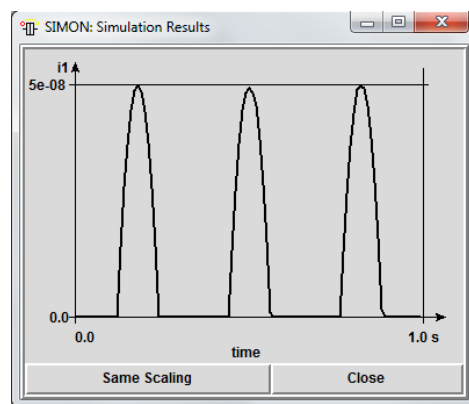 SIMON: Simulation Results
i1
5e-08
0.0
0.0 1.0 s
time
Same Scaling Close